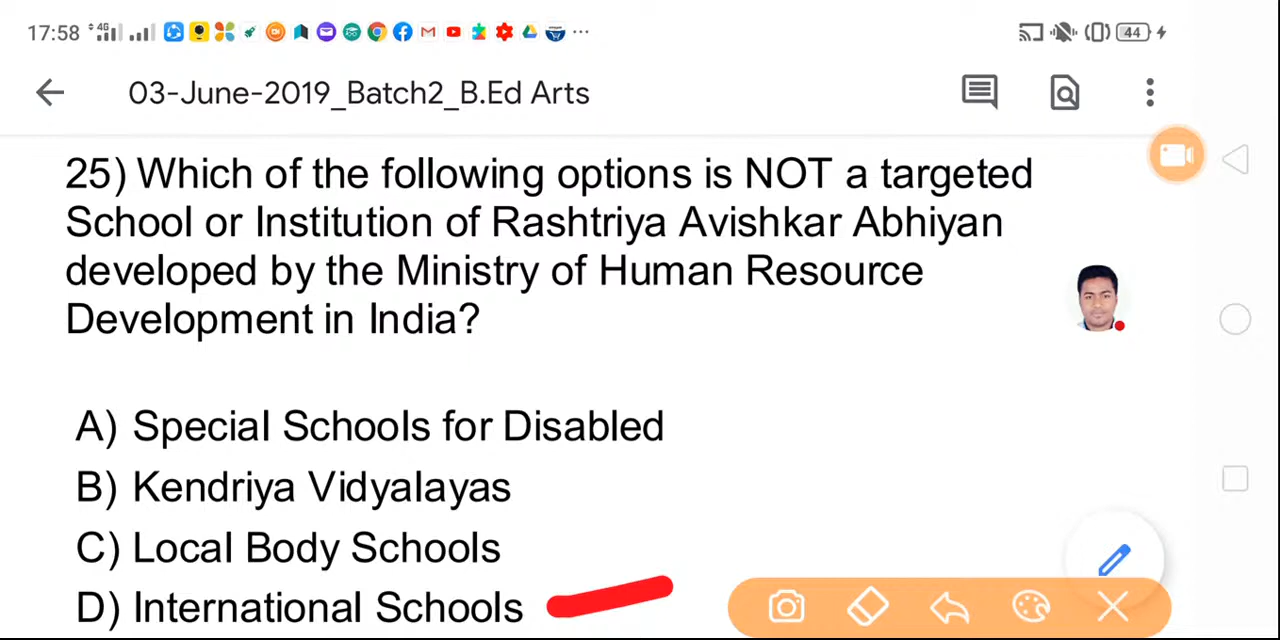 17:58 4G 44
03-June-2019_Batch2_B.Ed Arts
25) Which of the following options is NOT a targeted
School or Institution of Rashtriya Avishkar Abhiyan
developed by the Ministry of Human Resource
Development in India?
A) Special Schools for Disabled
B) Kendriya Vidyalayas
C) Local Body Schools
D) International Schools